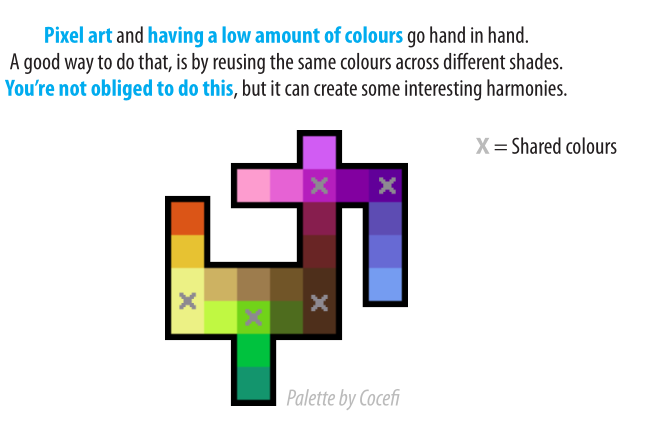 Pixel art and having a low amount of colours go hand in hand.
A good way to do that, is by reusing the same colours across different shades.
You're not obliged to do this, but it can create some interesting harmonies.
X = Shared colours
Palette by Cocefi